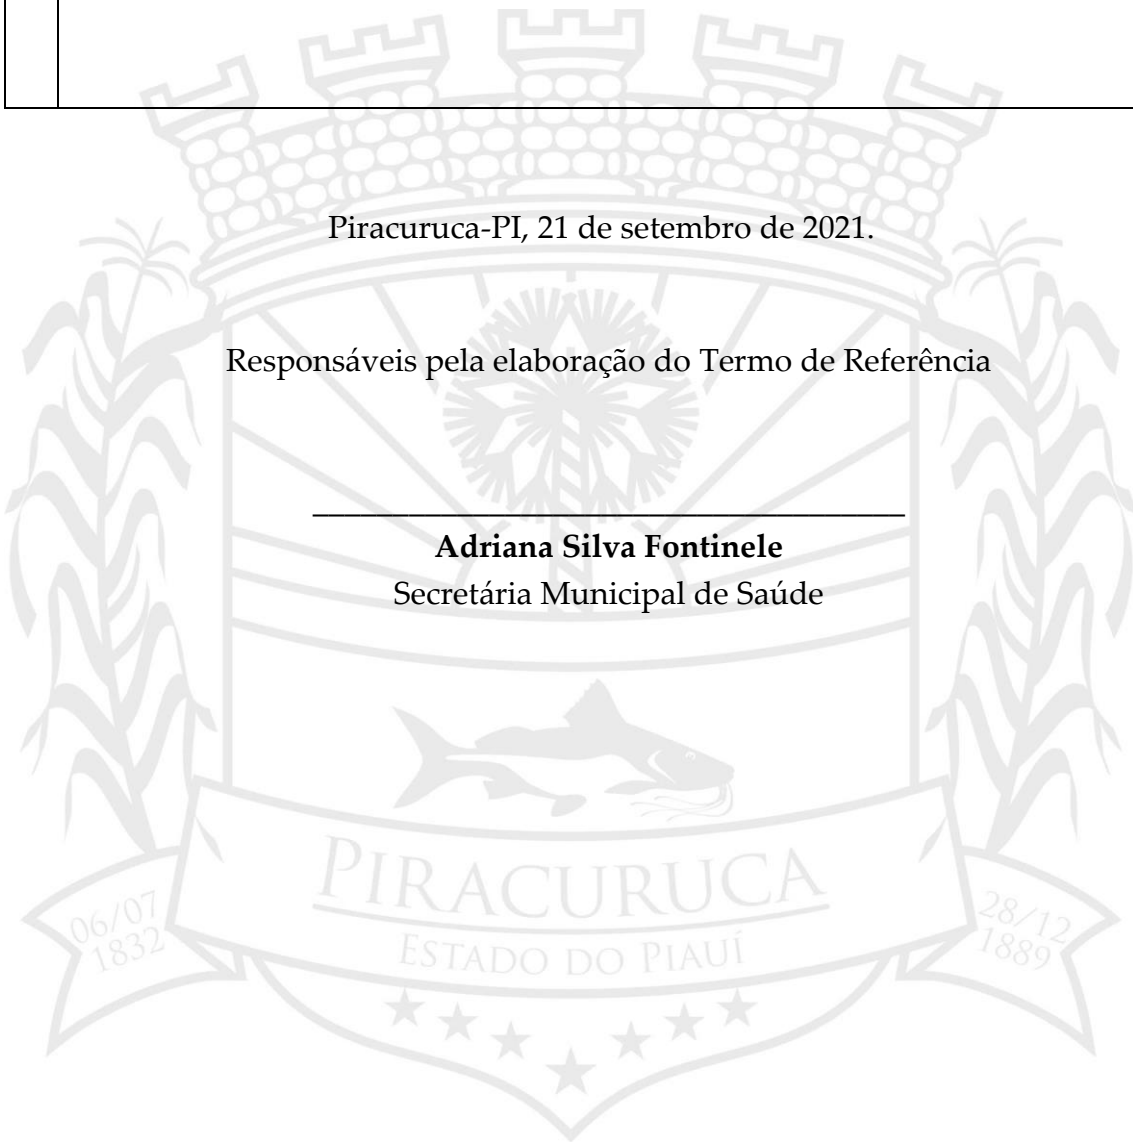 Piracuruca-PI, 21 de setembro de 2021.
Responsáveis pela elaboração do Termo de Referência
Adriana Silva Fontinele
Secretária Municipal de Saúde
PIRACURUCA
06/07
1832
28/12
1889
ESTADO DO PIAUÍ